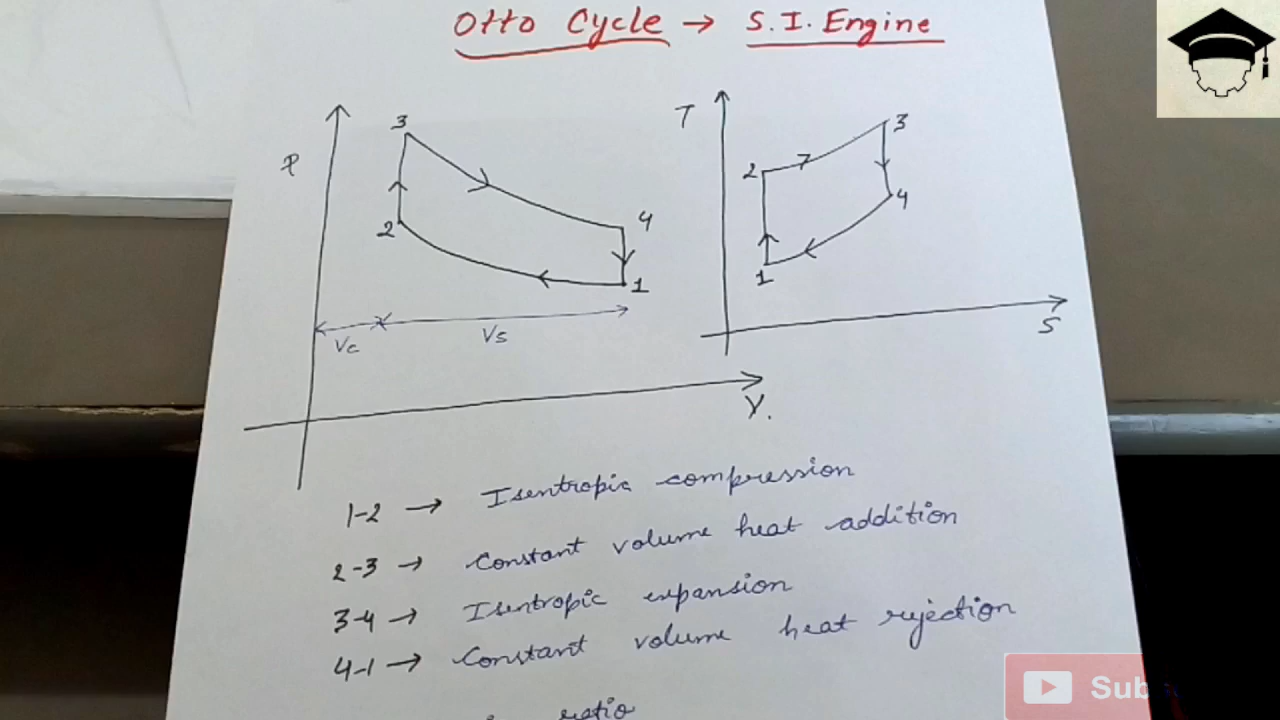 Otto Cycle → S.I. Engine
P
3
2
4
1
Vc
Vs
V.
T
2
3
4
1
S
1-2 → Isentropic compression
2-3 → Constant volume heat addition
3-4 → Isentropic expansion
4-1 → Constant volume heat rejection
ratio
Sub